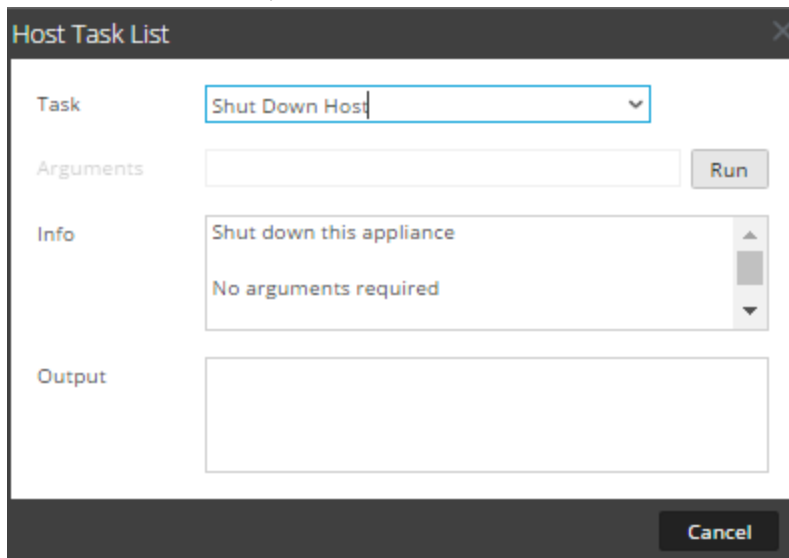 Host Task List
Task
Shut Down Host
Arguments
Run
Info
Shut down this appliance
No arguments required
Output
Cancel